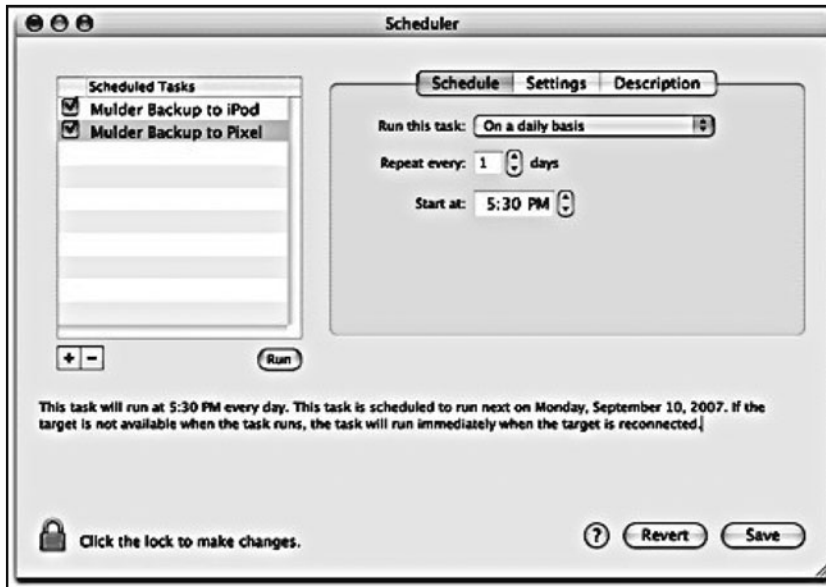 Scheduler
Scheduled Tasks
Mulder Backup to iPod
Mulder Backup to Pixel
+ −
Run
Schedule Settings Description
Run this task: On a daily basis
Repeat every: 1 days
Start at: 5:30 PM
This task will run at 5:30 PM every day. This task is scheduled to run next on Monday, September 10, 2007. If the
target is not available when the task runs, the task will run immediately when the target is reconnected.
Click the lock to make changes.
? Revert Save